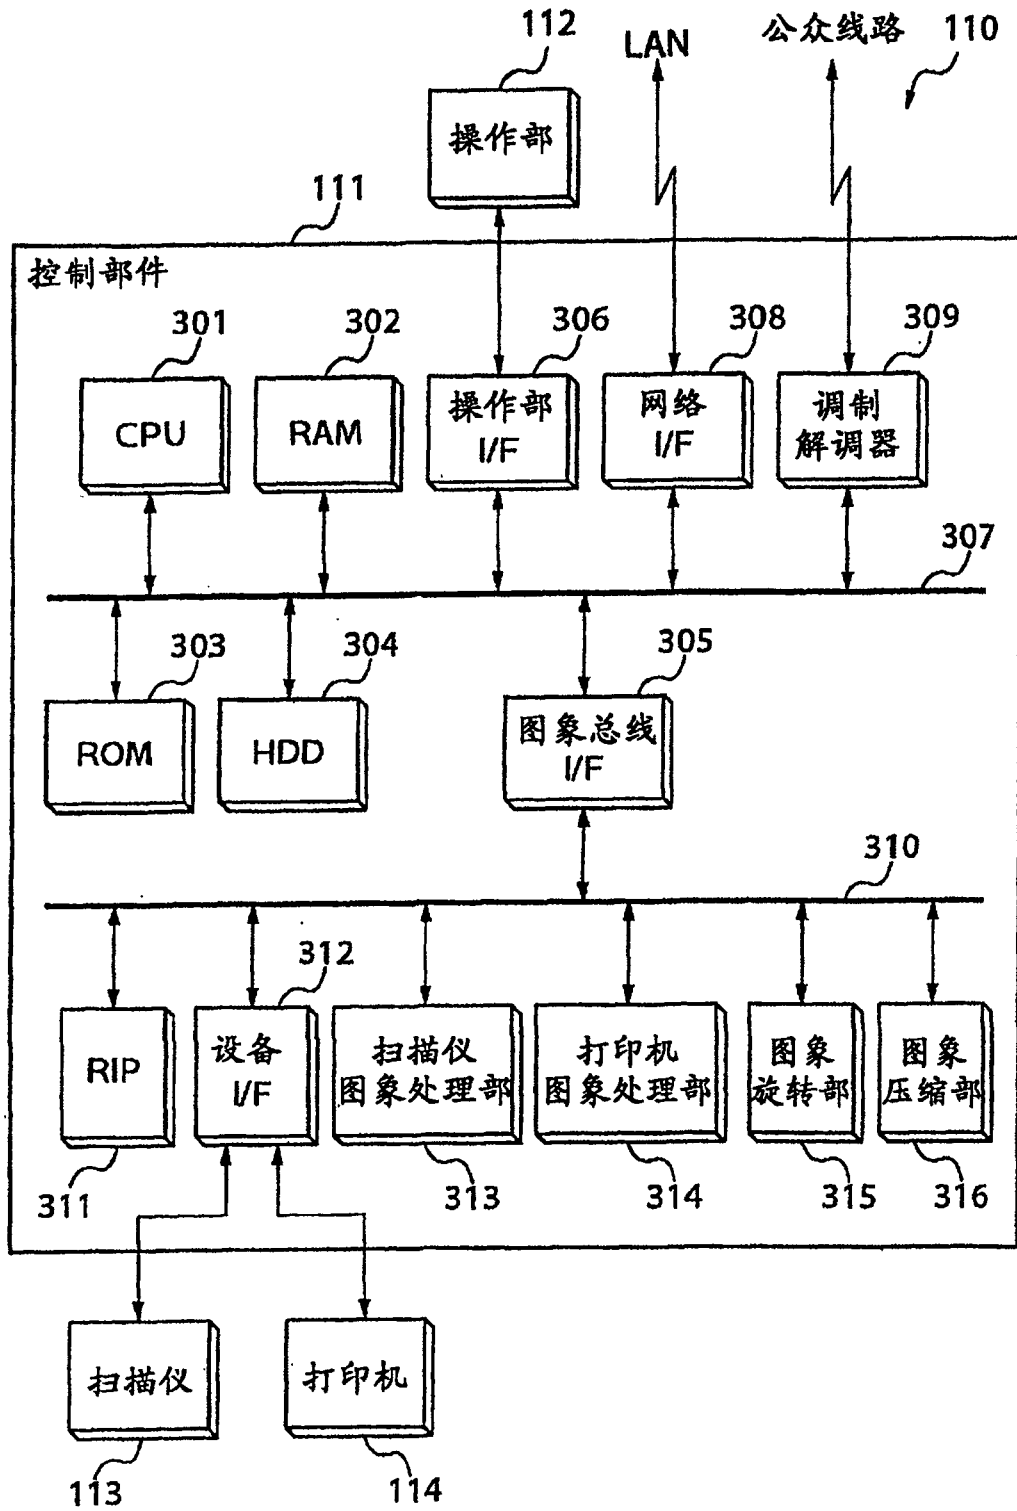 112
LAN
公众线路
110
操作部
111
控制部件
301
302
306
308
309
CPU
RAM
操作部
I/F
网络
I/F
调制
解调器
307
303
304
305
ROM
HDD
图象总线
I/F
310
312
RIP
设备
I/F
扫描仪
图象处理部
打印机
图象处理部
图象
旋转部
图象
压缩部
311
313
314
315
316
扫描仪
打印机
113
114